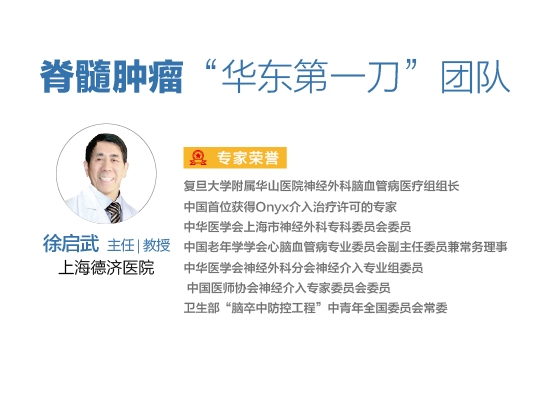 脊髓肿瘤“华东第一刀”团队
专家荣誉
复旦大学附属华山医院神经外科脑血管病医疗组组长
中国首位获得Onyx介入治疗许可的专家
中华医学会上海市神经外科专科委员会委员
中国老年学学会心脑血管病专业委员会副主任委员兼常务理事
中华医学会神经外科分会神经介入专业组委员
中国医师协会神经介入专家委员会委员
卫生部“脑卒中防控工程”中青年全国委员会常委
徐启武 主任|教授
上海德济医院